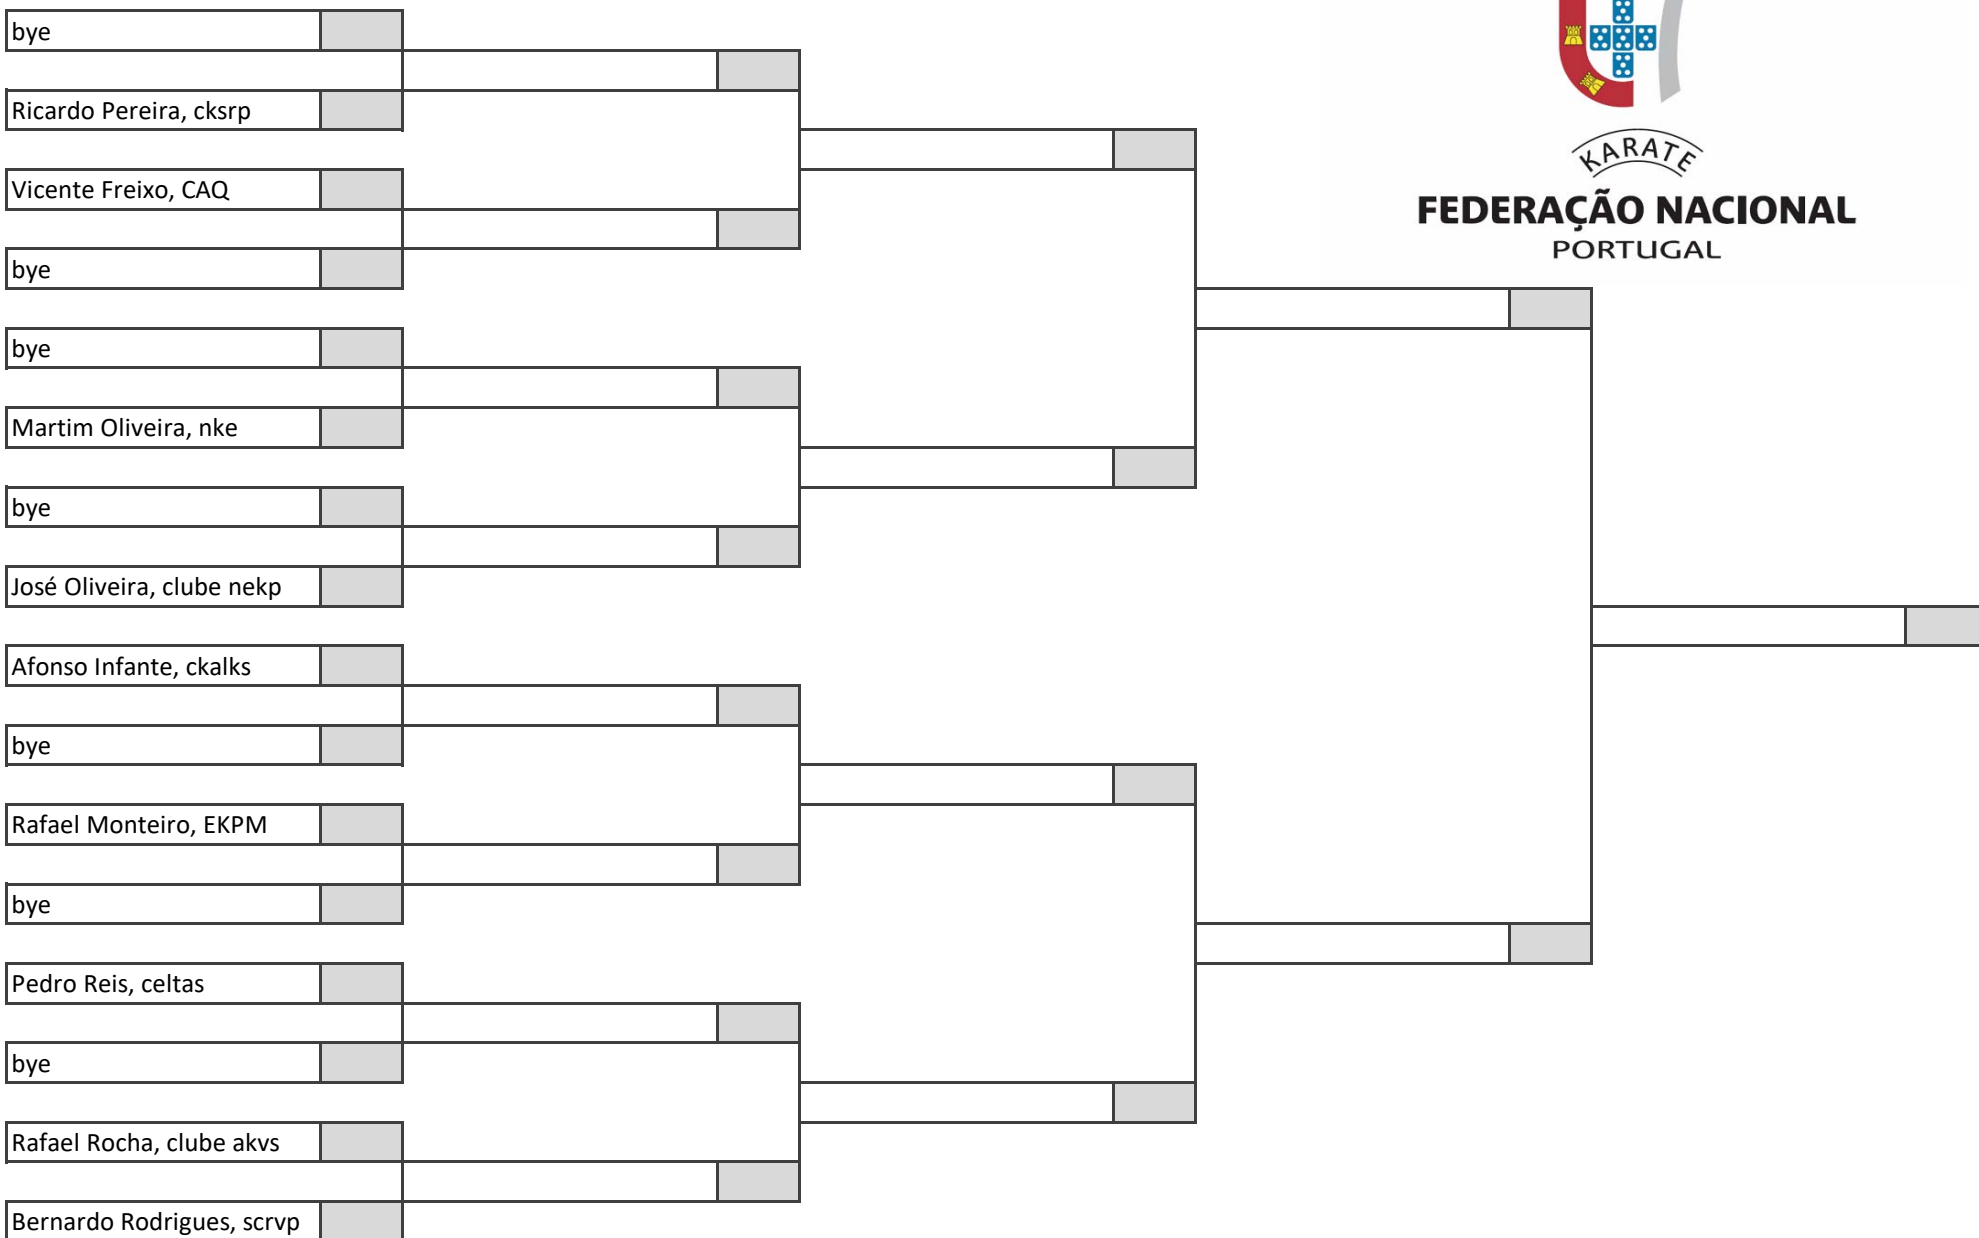 bye
Ricardo Pereira, cksrp
Vicente Freixo, CAQ
bye
bye
Martim Oliveira, nke
bye
José Oliveira, clube nekp
Afonso Infante, ckalks
bye
Rafael Monteiro, EKPM
bye
Pedro Reis, celtas
bye
Rafael Rocha, clube akvs
Bernardo Rodrigues, scrvp
KARATE
FEDERAÇÃO NACIONAL
PORTUGAL